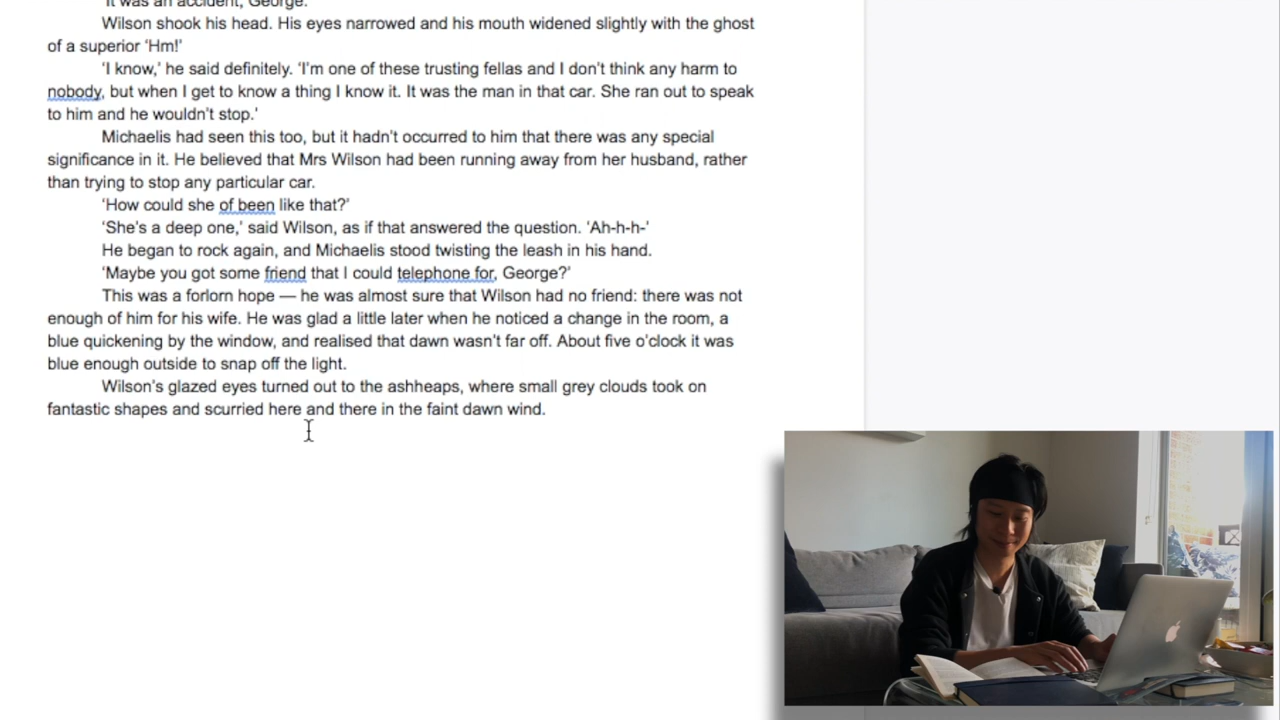 'It was an accident, George.'
Wilson shook his head. His eyes narrowed and his mouth widened slightly with the ghost
of a superior ‘Hm!’
‘I know,’ he said definitely. ‘I’m one of these trusting fellas and I don’t think any harm to
nobody, but when I get to know a thing I know it. It was the man in that car. She ran out to speak
to him and he wouldn’t stop.’
Michaelis had seen this too, but it hadn’t occurred to him that there was any special
significance in it. He believed that Mrs Wilson had been running away from her husband, rather
than trying to stop any particular car.
‘How could she of been like that?’
‘She’s a deep one,’ said Wilson, as if that answered the question. ‘Ah-h-h-’
He began to rock again, and Michaelis stood twisting the leash in his hand.
‘Maybe you got some friend that I could telephone for, George?’
This was a forlorn hope — he was almost sure that Wilson had no friend: there was not
enough of him for his wife. He was glad a little later when he noticed a change in the room, a
blue quickening by the window, and realised that dawn wasn’t far off. About five o’clock it was
blue enough outside to snap off the light.
Wilson’s glazed eyes turned out to the ashheaps, where small grey clouds took on
fantastic shapes and scurried here and there in the faint dawn wind.